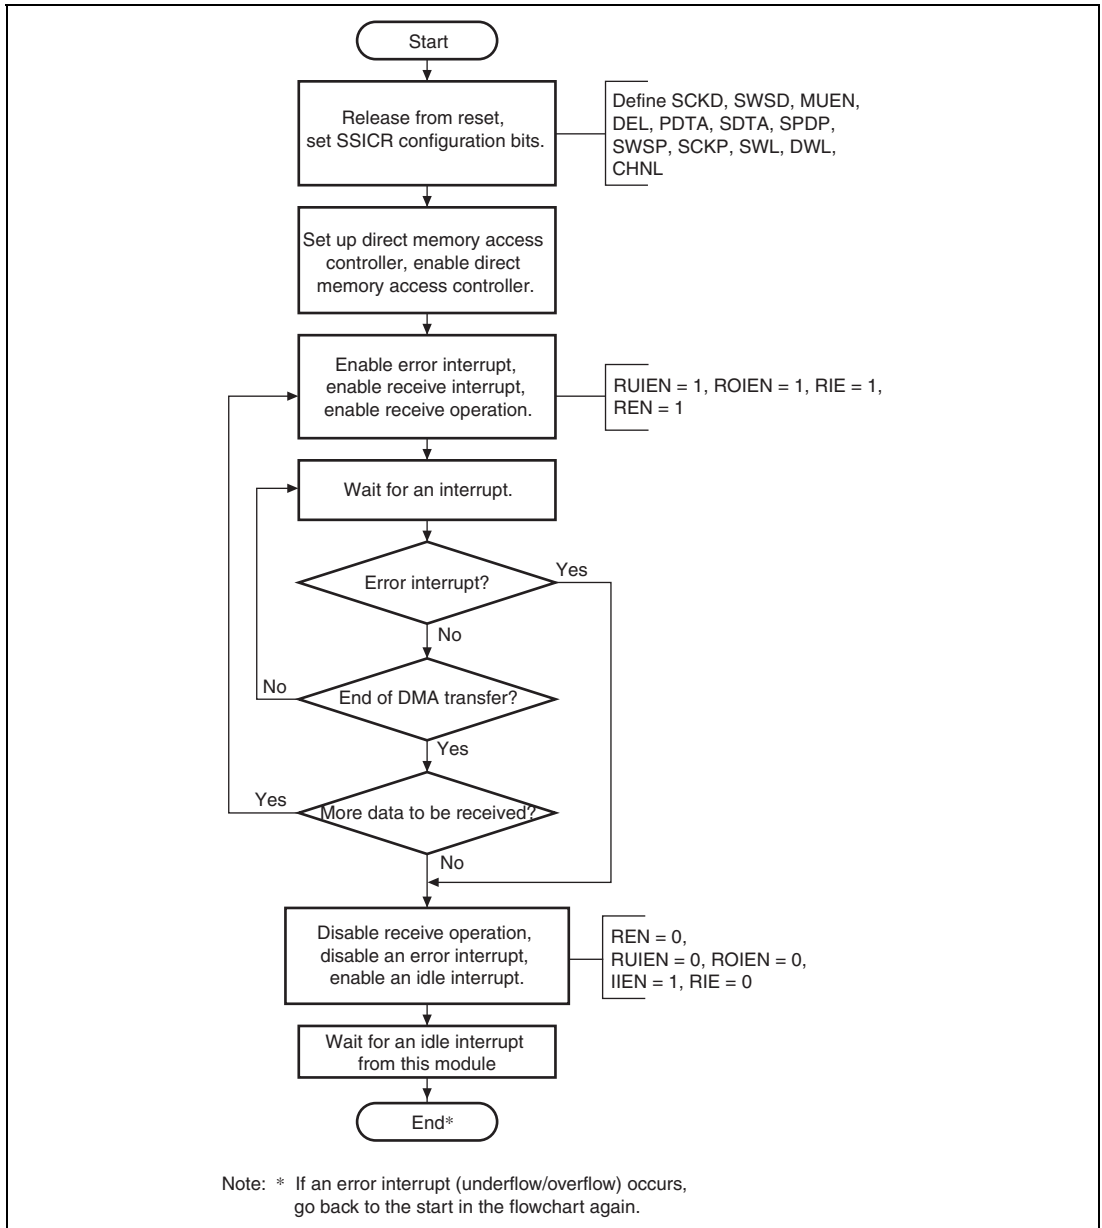 Start
Release from reset,
set SSICR configuration bits.
Define SCKD, SWSD, MUEN,
DEL, PDTA, SDTA, SPDP,
SWSP, SCKP, SWL, DWL,
CHNL
Set up direct memory access
controller, enable direct
memory access controller.
Enable error interrupt,
enable receive interrupt,
enable receive operation.
RUIEN = 1, ROIEN = 1, RIE = 1,
REN = 1
Wait for an interrupt.
Error interrupt?
Yes
No
End of DMA transfer?
No
Yes
More data to be received?
Yes
No
Disable receive operation,
disable an error interrupt,
enable an idle interrupt.
REN = 0,
RUIEN = 0, ROIEN = 0,
IIEN = 1, RIE = 0
Wait for an idle interrupt
from this module
End*
Note: * If an error interrupt (underflow/overflow) occurs,
go back to the start in the flowchart again.